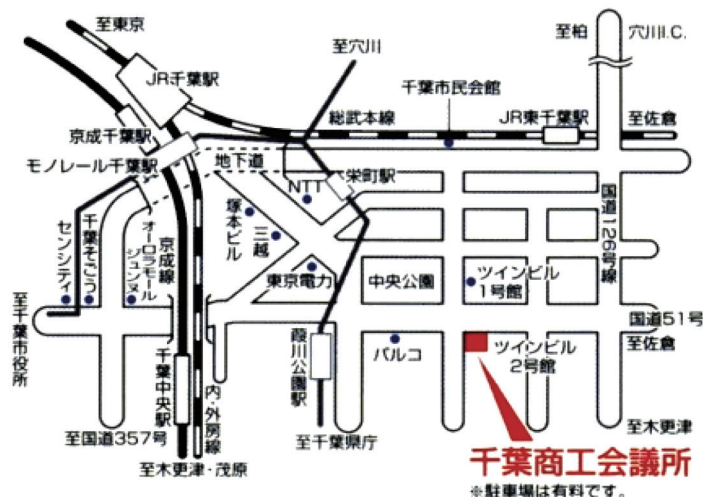 至東京
至穴川
至柏
穴川I.C.
JR千葉駅
千葉市民会館
京成千葉駅
総武本線
JR東千葉駅
至佐倉
モノレール千葉駅
地下道
栄町駅
NTT
国道126号線
塚本ビル
三越
センシティ
千葉そごう
オーロラモール
ジュンヌ
京成線
東京電力
中央公園
ツインビル
1号館
至千葉市役所
国道51号
至佐倉
葭川公園駅
パルコ
ツインビル
2号館
千葉中央駅
内・外房線
至国道357号
至千葉県庁
至木更津
至木更津・茂原
千葉商工会議所
※駐車場は有料です。